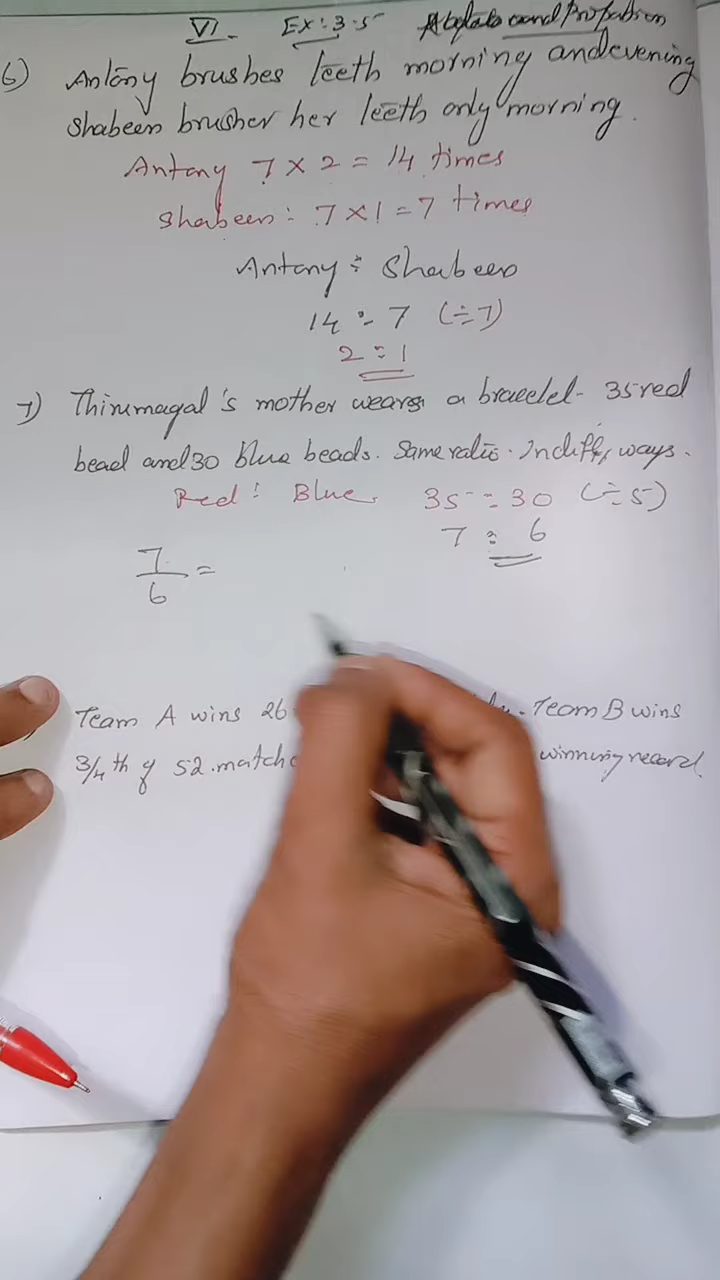 VI. Ex: 3.5 and
6) Antony brushes teeth morning and evening
Shabeen brusher her teeth only morning.
Antony 7 × 2 = 14 times
Shabeen: 7 × 1 = 7 times
Antony : Shabeen
14 : 7 (÷7)
2 : 1
7) Thirumagal's mother wears a bracelet 35 red
bead and 30 blue beads. Same ratio. In diff, ways.
Red : Blue. 35 : 30 (÷5)
7 : 6
7/6 =
Team A wins 26 Team B wins
3/4 th of 52 match winning record.